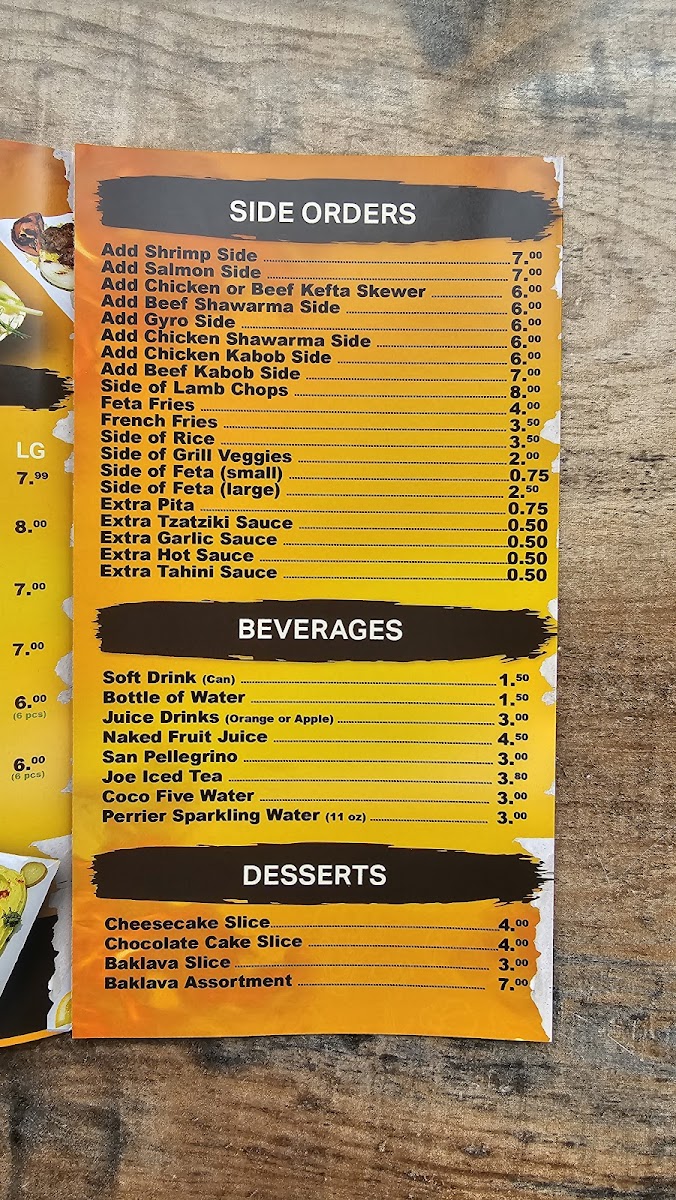 LG
7.99
8.00
7.00
7.00
6.00
(6 pcs)
6.00
(6 pcs)
SIDE ORDERS
Add Shrimp Side 7.00
Add Salmon Side 7.00
Add Chicken or Beef Kefta Skewer 6.00
Add Beef Shawarma Side 6.00
Add Gyro Side 6.00
Add Chicken Shawarma Side 6.00
Add Chicken Kabob Side 6.00
Add Beef Kabob Side 7.00
Side of Lamb Chops 8.00
Feta Fries 4.00
French Fries 3.50
Side of Rice 3.50
Side of Grill Veggies 2.00
Side of Feta (small) 0.75
Side of Feta (large) 2.50
Extra Pita 0.75
Extra Tzatziki Sauce 0.50
Extra Garlic Sauce 0.50
Extra Hot Sauce 0.50
Extra Tahini Sauce 0.50
BEVERAGES
Soft Drink (Can) 1.50
Bottle of Water 1.50
Juice Drinks (Orange or Apple) 3.00
Naked Fruit Juice 4.50
San Pellegrino 3.00
Joe Iced Tea 3.80
Coco Five Water 3.00
Perrier Sparkling Water (11 oz) 3.00
DESSERTS
Cheesecake Slice 4.00
Chocolate Cake Slice 4.00
Baklava Slice 3.00
Baklava Assortment 7.00